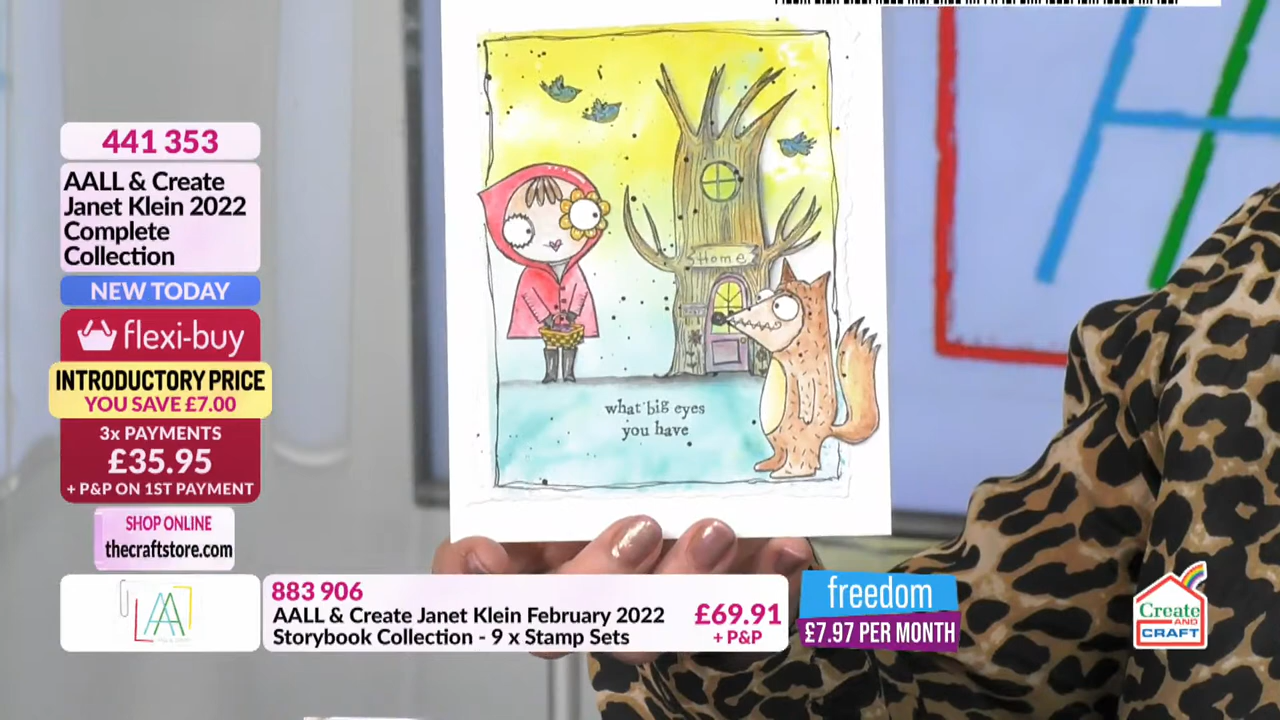 441 353
AALL & Create
Janet Klein 2022
Complete
Collection
NEW TODAY
flexi-buy
INTRODUCTORY PRICE
YOU SAVE £7.00
3x PAYMENTS
£35.95
+ P&P ON 1ST PAYMENT
SHOP ONLINE
thecraftstore.com
Home
what big eyes
you have
883 906
AALL & Create Janet Klein February 2022
Storybook Collection - 9 x Stamp Sets
£69.91
+ P&P
freedom
£7.97 PER MONTH
Create
AND
CRAFT